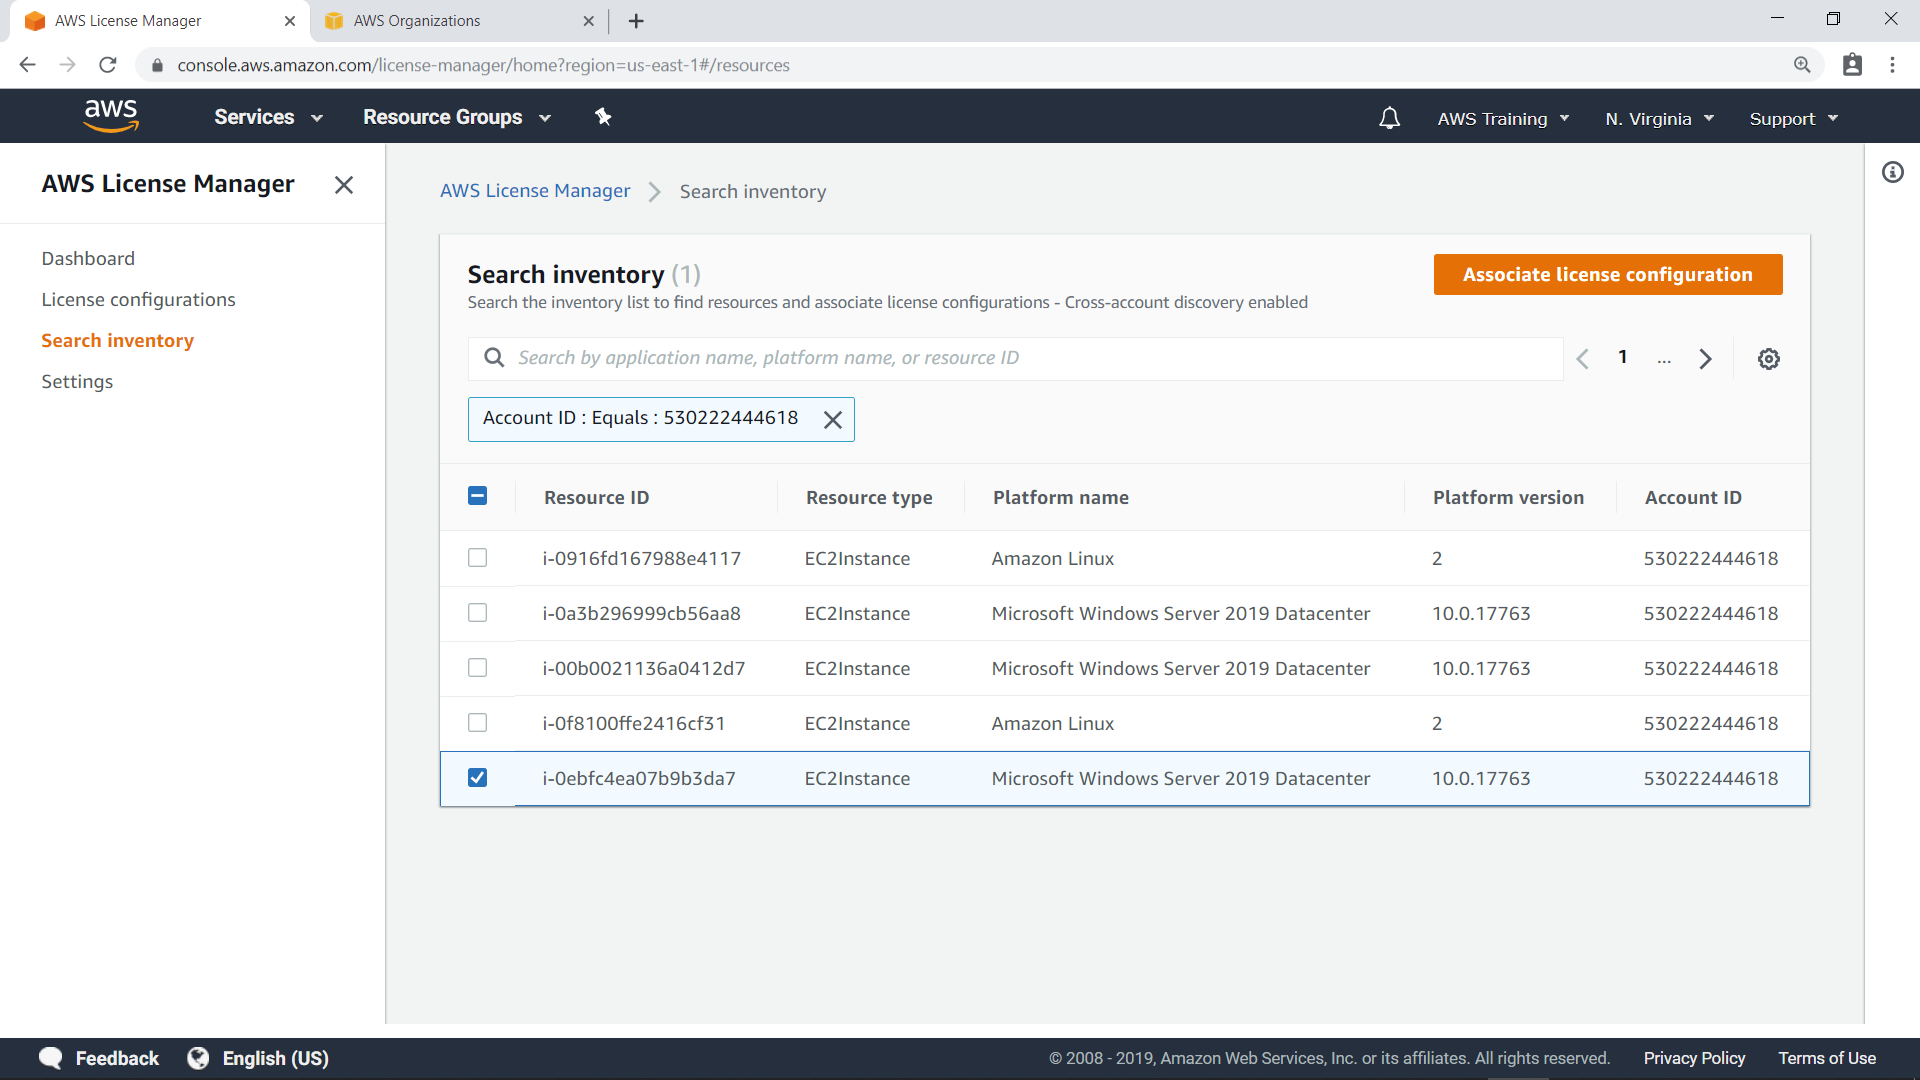 AWS License Manager
AWS Organizations
console.aws.amazon.com/license-manager/home?region=us-east-1#/resources
aws
Services
Resource Groups
AWS Training
N. Virginia
Support
AWS License Manager
Dashboard
License configurations
Search inventory
Settings
AWS License Manager
Search inventory
Search inventory (1)
Associate license configuration
Search the inventory list to find resources and associate license configurations - Cross-account discovery enabled
Search by application name, platform name, or resource ID
1 ...
Account ID : Equals : 530222444618
Resource ID Resource type Platform name Platform version Account ID
i-0916fd167988e4117 EC2Instance Amazon Linux 2 530222444618
i-0a3b296999cb56aa8 EC2Instance Microsoft Windows Server 2019 Datacenter 10.0.17763 530222444618
i-00b0021136a0412d7 EC2Instance Microsoft Windows Server 2019 Datacenter 10.0.17763 530222444618
i-0f8100ffe2416cf31 EC2Instance Amazon Linux 2 530222444618
i-0ebfc4ea07b9b3da7 EC2Instance Microsoft Windows Server 2019 Datacenter 10.0.17763 530222444618
Feedback
English (US)
© 2008 - 2019, Amazon Web Services, Inc. or its affiliates. All rights reserved.
Privacy Policy
Terms of Use